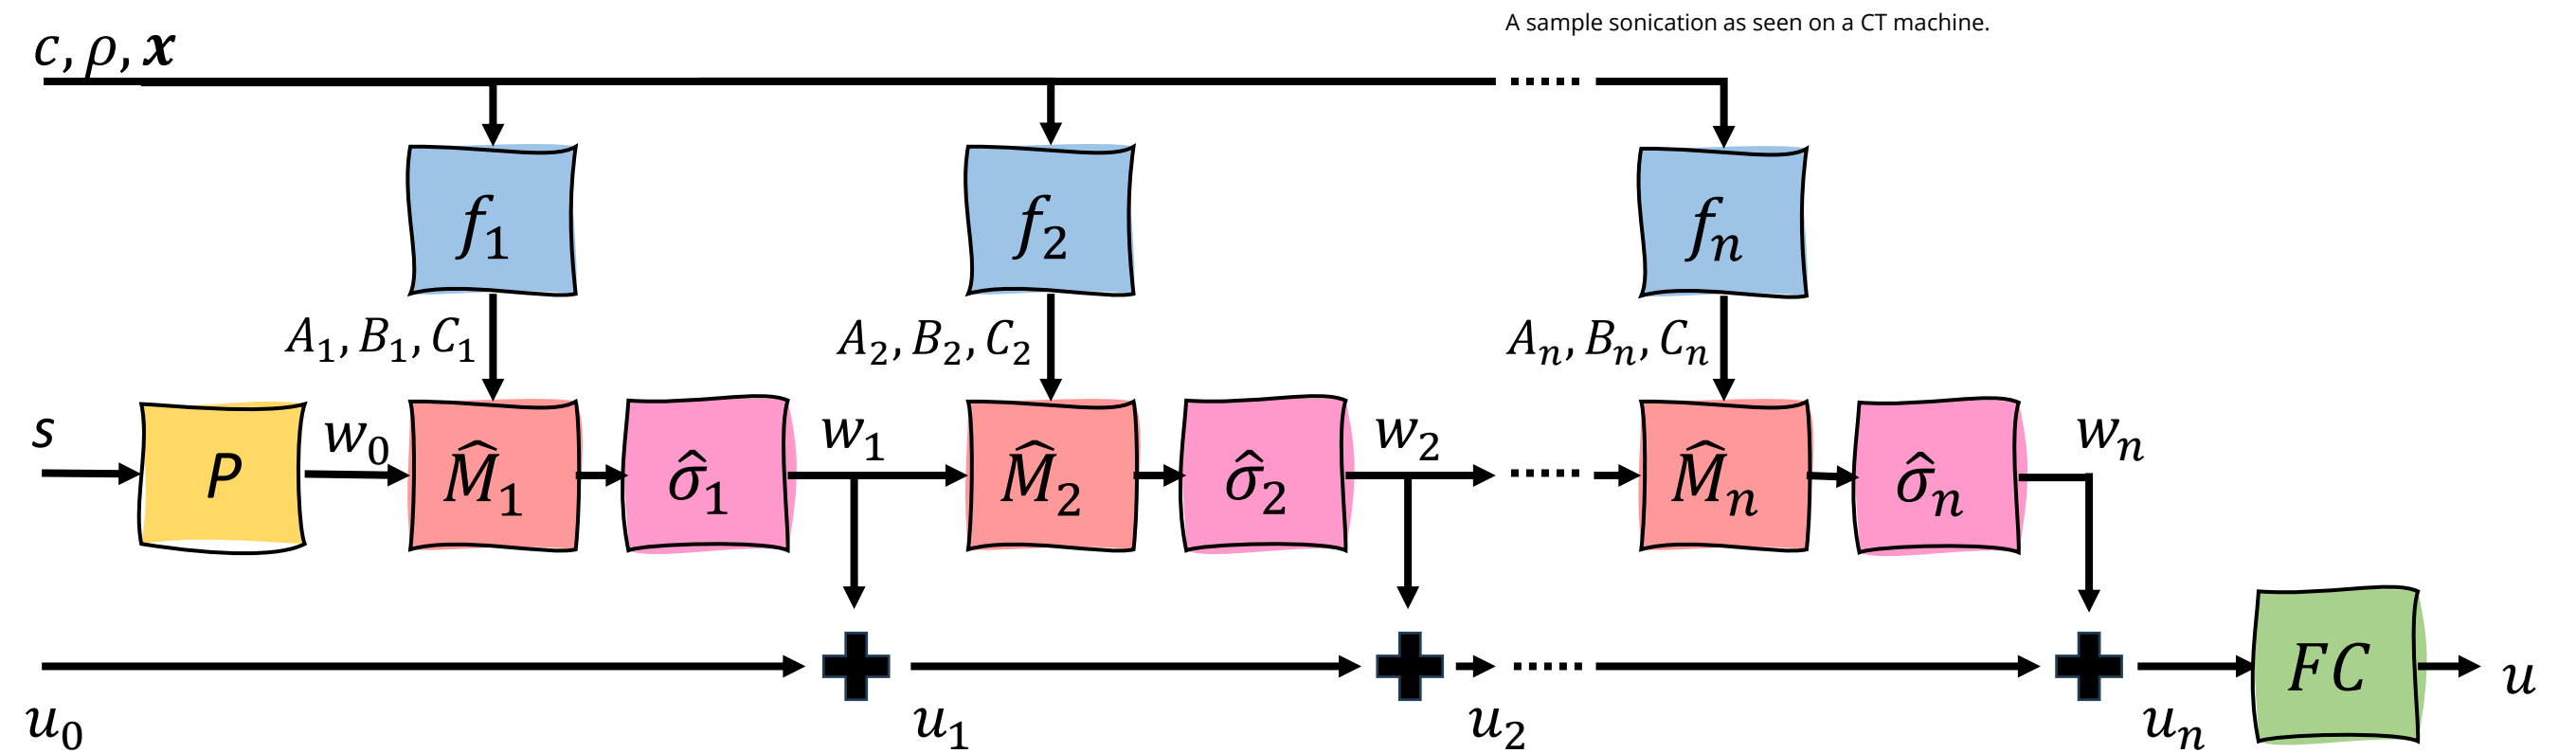 A sample sonication as seen on a CT machine.
c, ρ, x
f₁ f₂ fₙ
A₁, B₁, C₁ A₂, B₂, C₂ Aₙ, Bₙ, Cₙ
s P w₀ M̂₁ σ̂₁ w₁ M̂₂ σ̂₂ w₂ M̂ₙ σ̂ₙ wₙ
FC u
u₀ u₁ u₂ uₙ